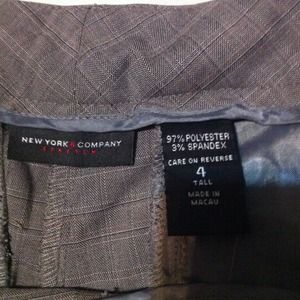 NEW YORK & COMPANY
STRETCH
97% POLYESTER
3% SPANDEX
CARE ON REVERSE
4
TALL
MADE IN
MACAU